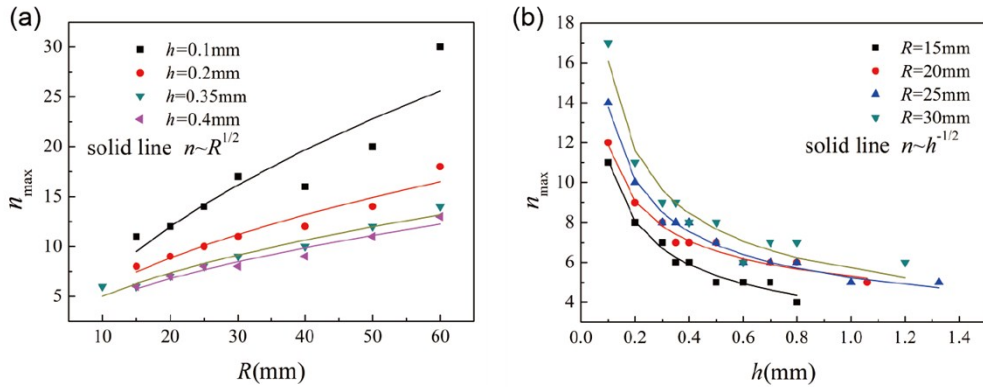 (a)
30
25
20
15
10
5
n_max
10 20 30 40 50 60
R(mm)
h=0.1mm
h=0.2mm
h=0.35mm
h=0.4mm
solid line n~R^1/2
(b)
18
16
14
12
10
8
6
4
n_max
0.0 0.2 0.4 0.6 0.8 1.0 1.2 1.4
h(mm)
R=15mm
R=20mm
R=25mm
R=30mm
solid line n~h^-1/2